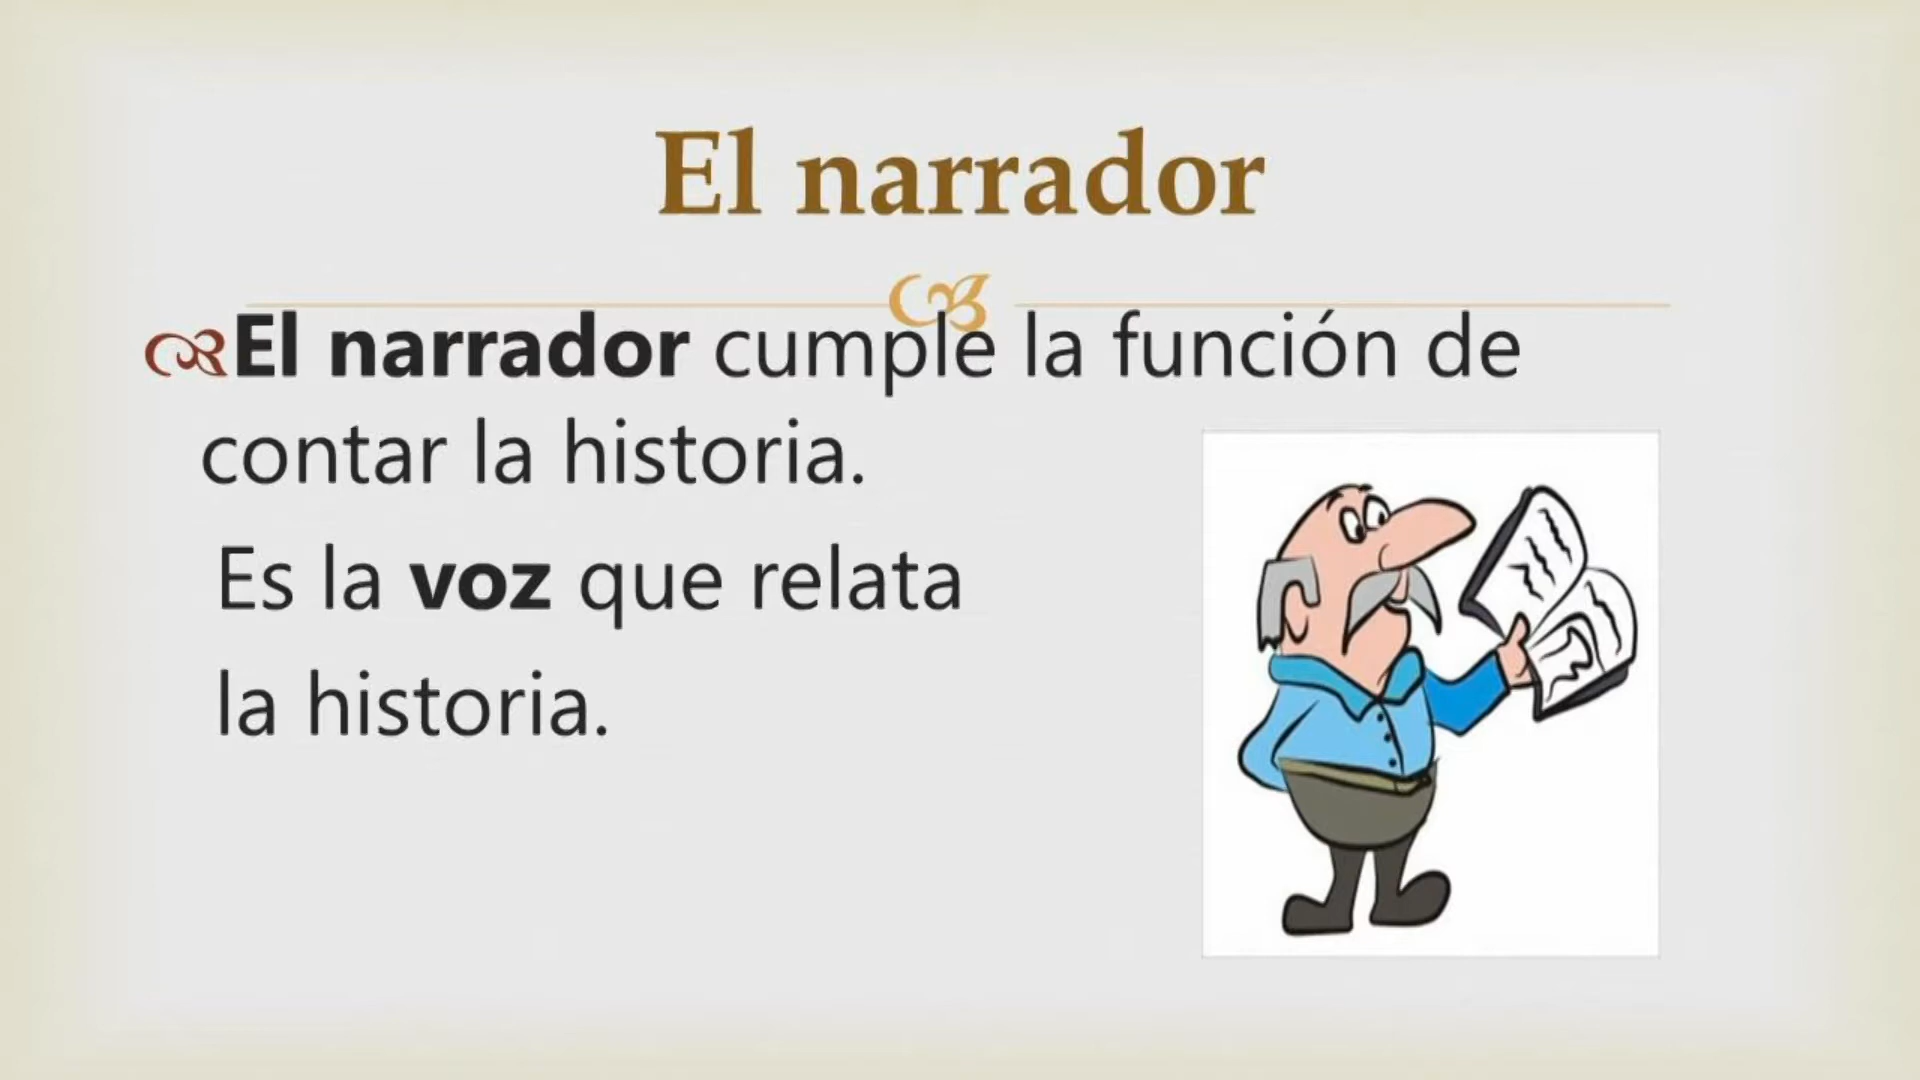 El narrador
El narrador cumple la función de
contar la historia.
Es la voz que relata
la historia.